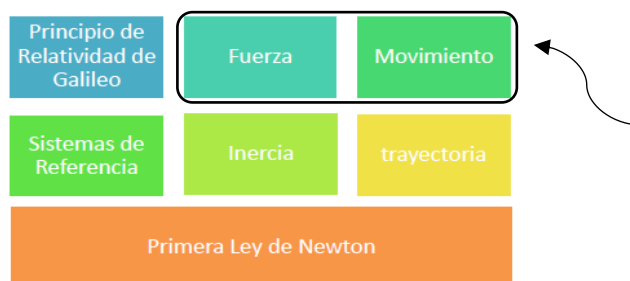 Principio de
Relatividad de
Galileo
Fuerza
Movimiento
Sistemas de
Referencia
Inercia
trayectoria
Primera Ley de Newton